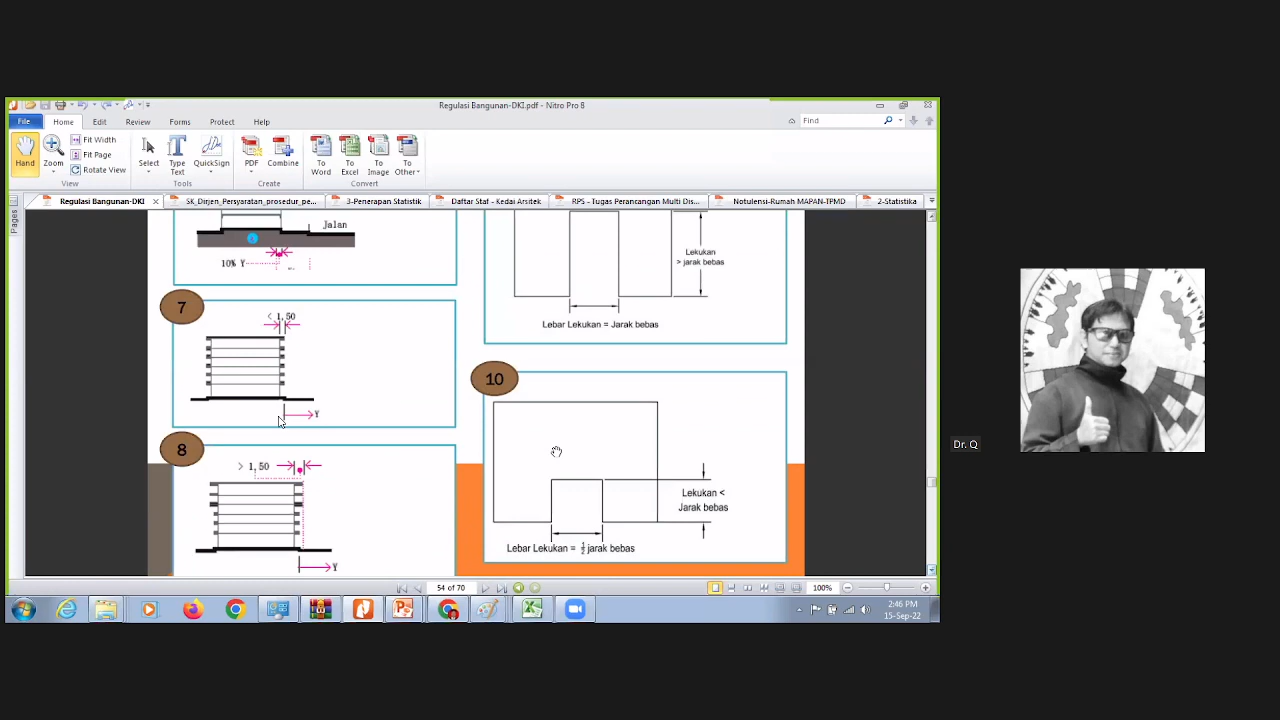 Regulasi Bangunan-DKI.pdf - Nitro Pro 8
File Home Edit Review Forms Protect Help
Find
Hand
Zoom
Fit Width
Fit Page
Rotate View
Select
Type Text
QuickSign
PDF
Combine
To Word
To Excel
To Image
To Other
View Tools Create Convert
Pages
Regulasi Bangunan-DKI
SK_Dirjen_Persyaratan_prosedur_pe...
3-Penerapan Statistik
Daftar Staf - Kedai Arsitek
RPS - Tugas Perancangan Multi Dis...
Notulensi-Rumah MAPAN-TPMD
2-Statistika
Jalan
10% Y
7
< 1,50
Y
8
> 1,50
Y
Lekukan
> jarak bebas
Lebar Lekukan = Jarak bebas
10
Lekukan <
Jarak bebas
Lebar Lekukan = 1/2 jarak bebas
54 of 70
100%
2:46 PM
15-Sep-22
Dr. Q